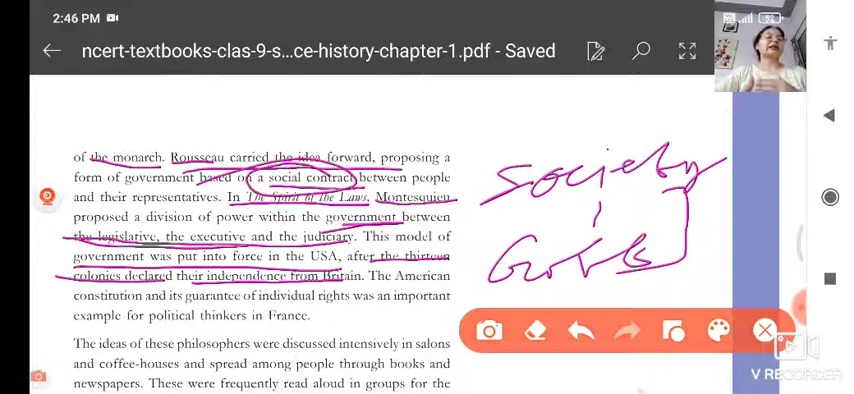 2:46 PM
ncert-textbooks-clas-9-s...ce-history-chapter-1.pdf - Saved
of the monarch. Rousseau carried the idea forward, proposing a
form of government based on a social contract between people
and their representatives. In The Spirit of the Laws, Montesquieu
proposed a division of power within the government between
the legislative, the executive and the judiciary. This model of
government was put into force in the USA, after the thirteen
colonies declared their independence from Britain. The American
constitution and its guarantee of individual rights was an important
example for political thinkers in France.
The ideas of these philosophers were discussed intensively in salons
and coffee-houses and spread among people through books and
newspapers. These were frequently read aloud in groups for the
Society
V RECORDER